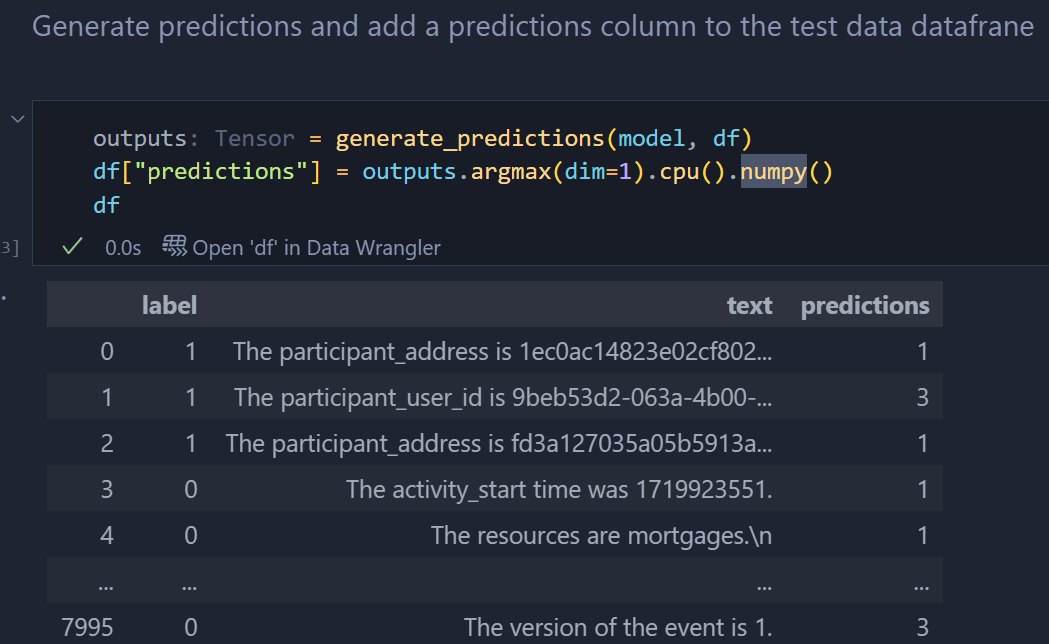 Generate predictions and add a predictions column to the test data datafrane
outputs: Tensor = generate_predictions(model, df)
df["predictions"] = outputs.argmax(dim=1).cpu().numpy()
df
3] 0.0s Open 'df' in Data Wrangler
label text predictions
0 1 The participant_address is 1ec0ac14823e02cf802... 1
1 1 The participant_user_id is 9beb53d2-063a-4b00-... 3
2 1 The participant_address is fd3a127035a05b5913a... 1
3 0 The activity_start time was 1719923551. 1
4 0 The resources are mortgages.\n 1
... ... ... ...
7995 0 The version of the event is 1. 3